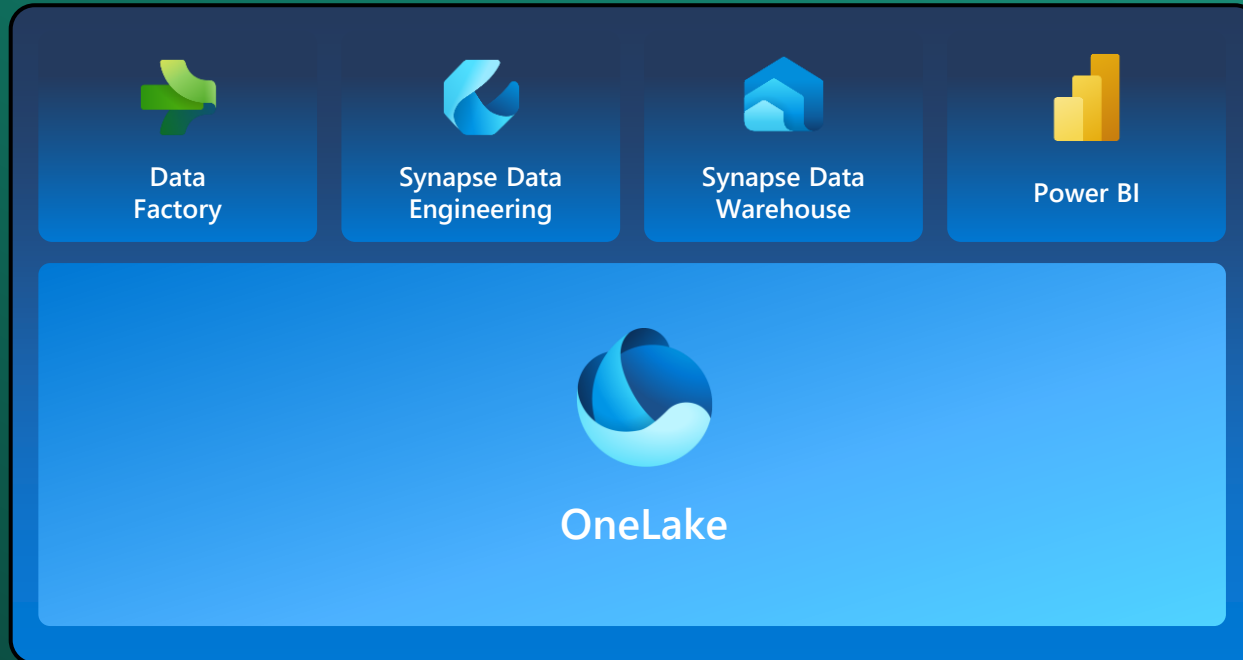 Data
Factory
Synapse Data
Engineering
Synapse Data
Warehouse
Power BI
OneLake